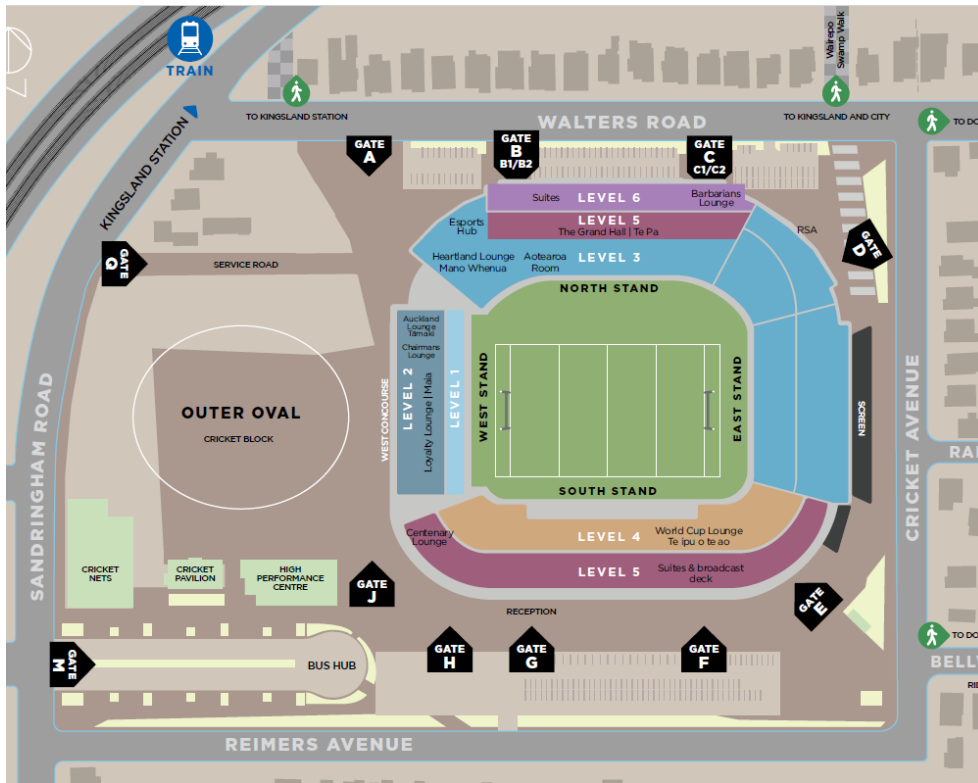 TRAIN
Wairepo
Swamp Walk
TO KINGSLAND STATION
WALTERS ROAD
TO KINGSLAND AND CITY
TO DO
KINGSLAND STATION
GATE
A
GATE
B
B1/B2
GATE
C
C1/C2
GATE
D
GATE
Q
SERVICE ROAD
Suites
LEVEL 6
Barbarians
Lounge
LEVEL 5
The Grand Hall | Te Pa
Esports
Hub
RSA
Heartland Lounge
Mano Whenua
Aotearoa
Room
LEVEL 3
NORTH STAND
Auckland
Lounge
Tāmaki
Chairmans
Lounge
Loyalty Lounge | Maia
LEVEL 2
LEVEL 1
WEST CONCOURSE
WEST STAND
EAST STAND
SCREEN
OUTER OVAL
CRICKET BLOCK
SANDRINGHAM ROAD
CRICKET AVENUE
RA
SOUTH STAND
Centenary
Lounge
LEVEL 4
World Cup Lounge
Te ipu o te ao
LEVEL 5
Suites & broadcast
deck
CRICKET
NETS
CRICKET
PAVILION
HIGH
PERFORMANCE
CENTRE
GATE
J
RECEPTION
GATE
E
GATE
M
BUS HUB
GATE
H
GATE
G
GATE
F
TO DO
BELL
RI
REIMERS AVENUE